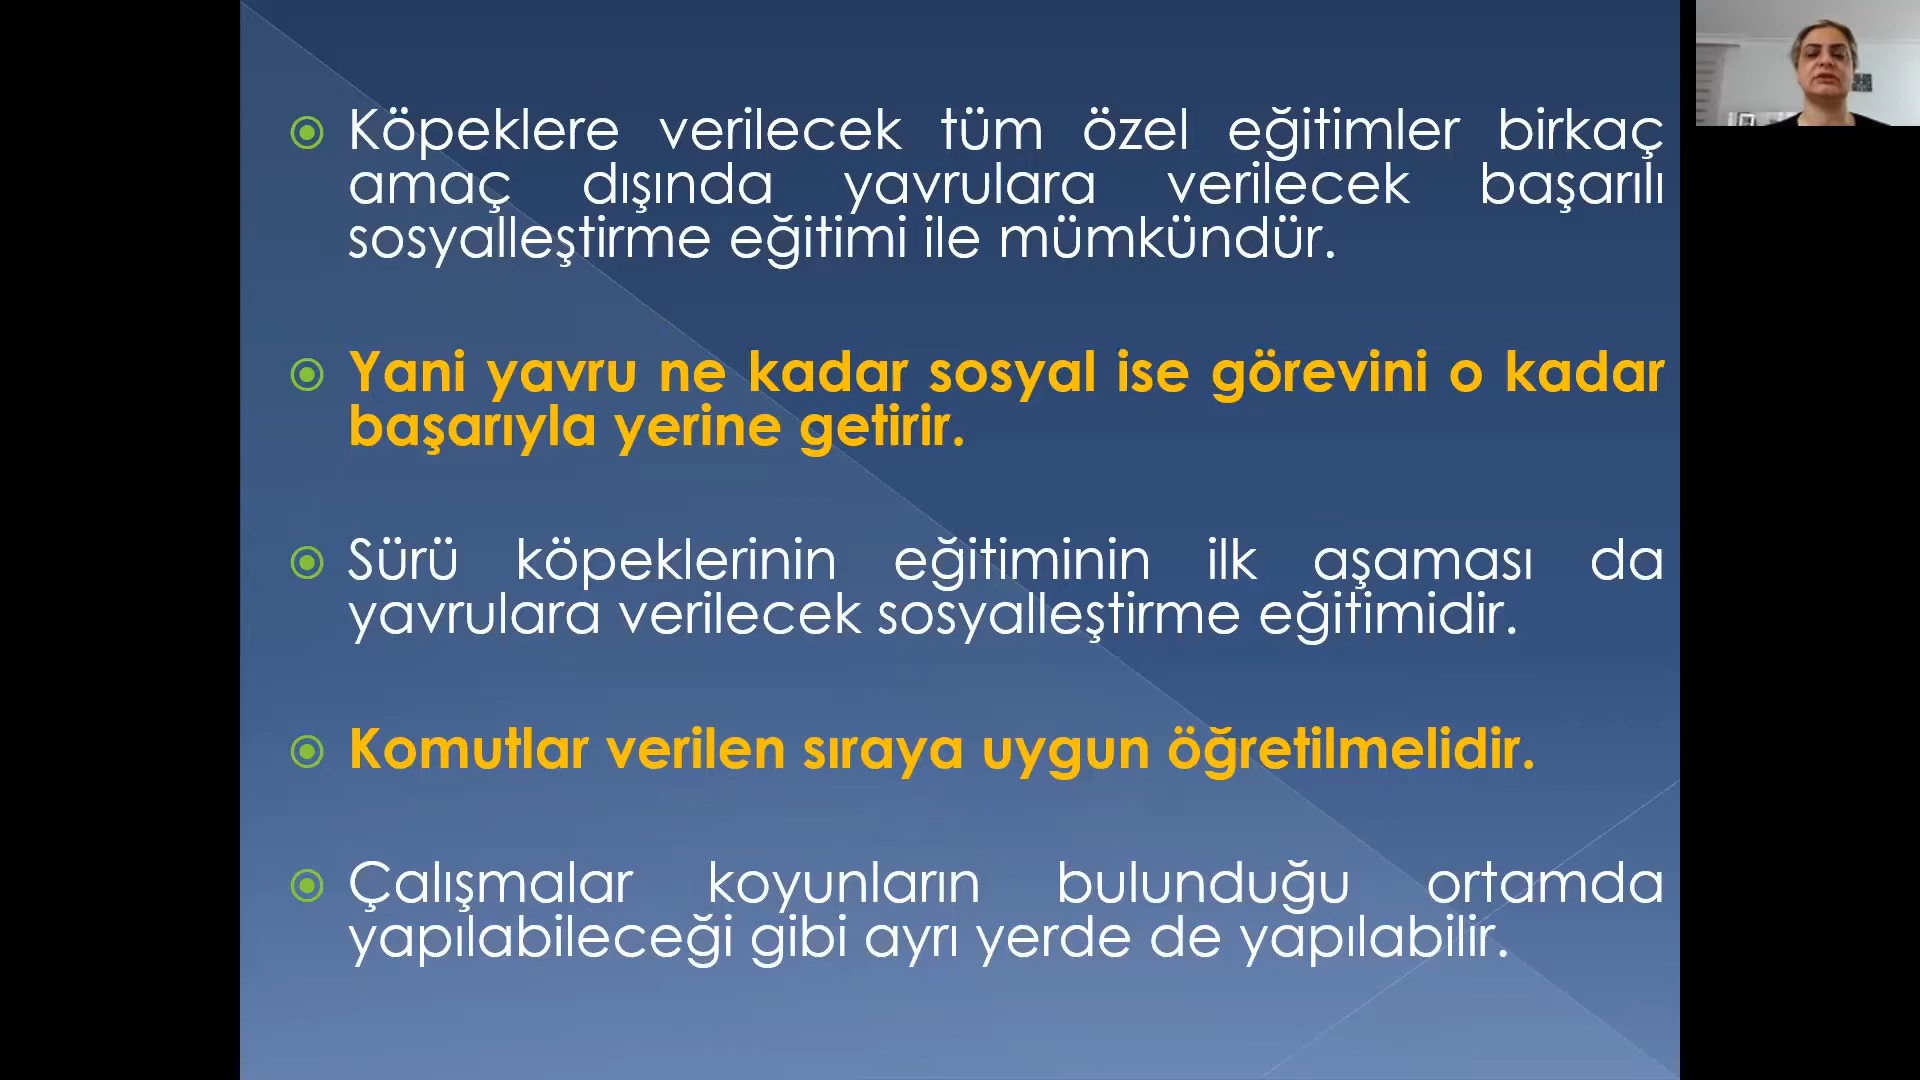 Köpeklere verilecek tüm özel eğitimler birkaç
amaç dışında yavrulara verilecek başarılı
sosyalleştirme eğitimi ile mümkündür.
Yani yavru ne kadar sosyal ise görevini o kadar
başarıyla yerine getirir.
Sürü köpeklerinin eğitiminin ilk aşaması da
yavrulara verilecek sosyalleştirme eğitimidir.
Komutlar verilen sıraya uygun öğretilmelidir.
Çalışmalar koyunların bulunduğu ortamda
yapılabileceği gibi ayrı yerde de yapılabilir.